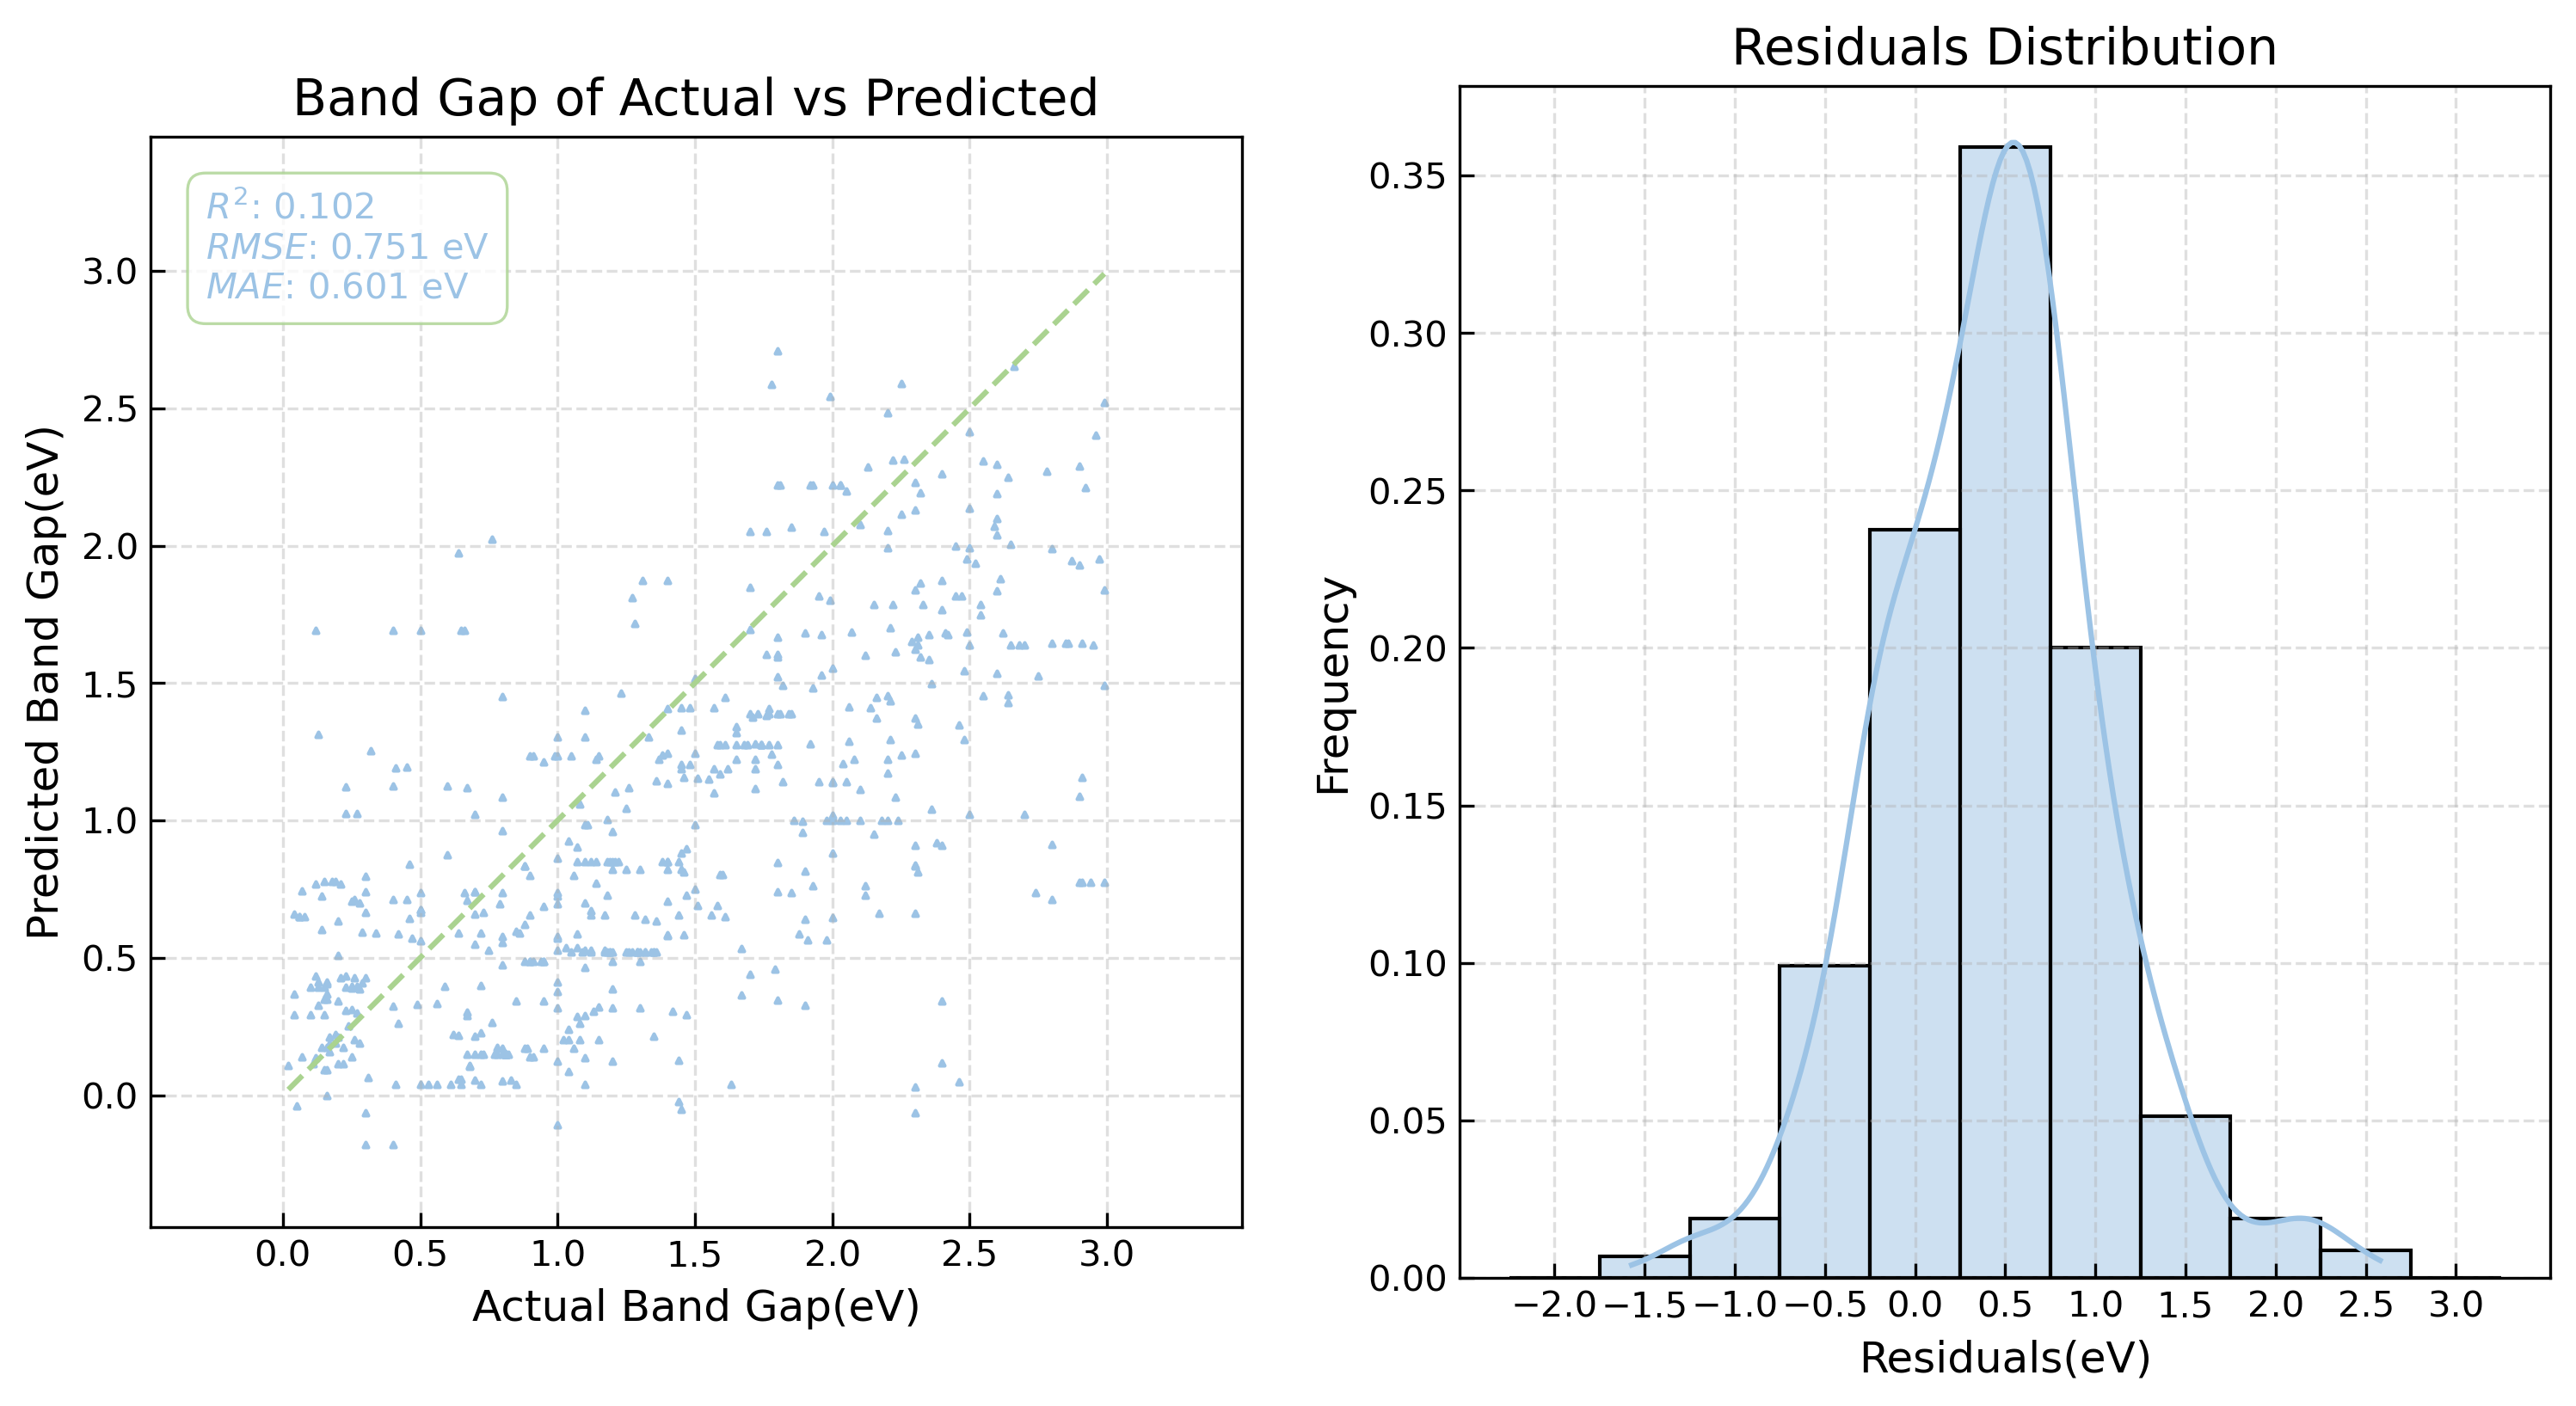 Band Gap of Actual vs Predicted
R²: 0.102
RMSE: 0.751 eV
MAE: 0.601 eV
3.0
2.5
2.0
1.5
1.0
0.5
0.0
Predicted Band Gap(eV)
0.0 0.5 1.0 1.5 2.0 2.5 3.0
Actual Band Gap(eV)
Residuals Distribution
0.35
0.30
0.25
0.20
0.15
0.10
0.05
0.00
Frequency
−2.0 −1.5 −1.0 −0.5 0.0 0.5 1.0 1.5 2.0 2.5 3.0
Residuals(eV)